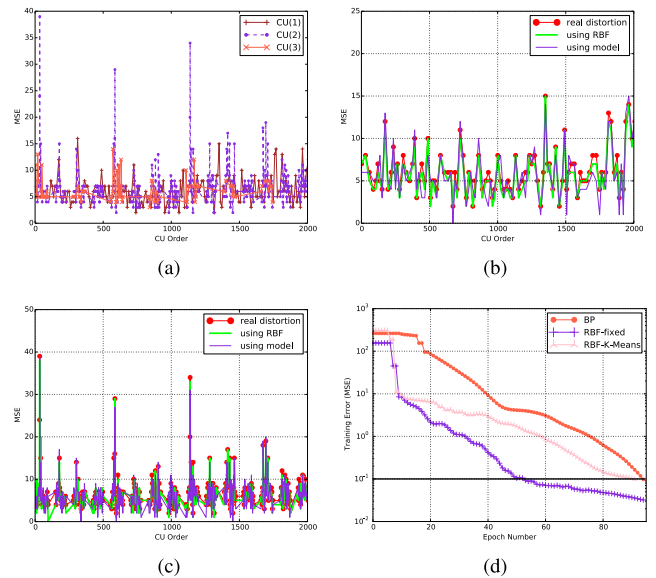 40
35
30
25
20
15
10
5
0
MSE
0 500 1000 1500 2000
CU Order
CU(1)
CU(2)
CU(3)
(a)
25
20
15
10
5
0
MSE
0 500 1000 1500 2000
CU Order
real distortion
using RBF
using model
(b)
50
40
30
20
10
0
MSE
0 500 1000 1500 2000
CU Order
real distortion
using RBF
using model
(c)
10³
10²
10¹
10⁰
10⁻¹
10⁻²
Training Error (MSE)
0 20 40 60 80
Epoch Number
BP
RBF-fixed
RBF-K-Means
(d)